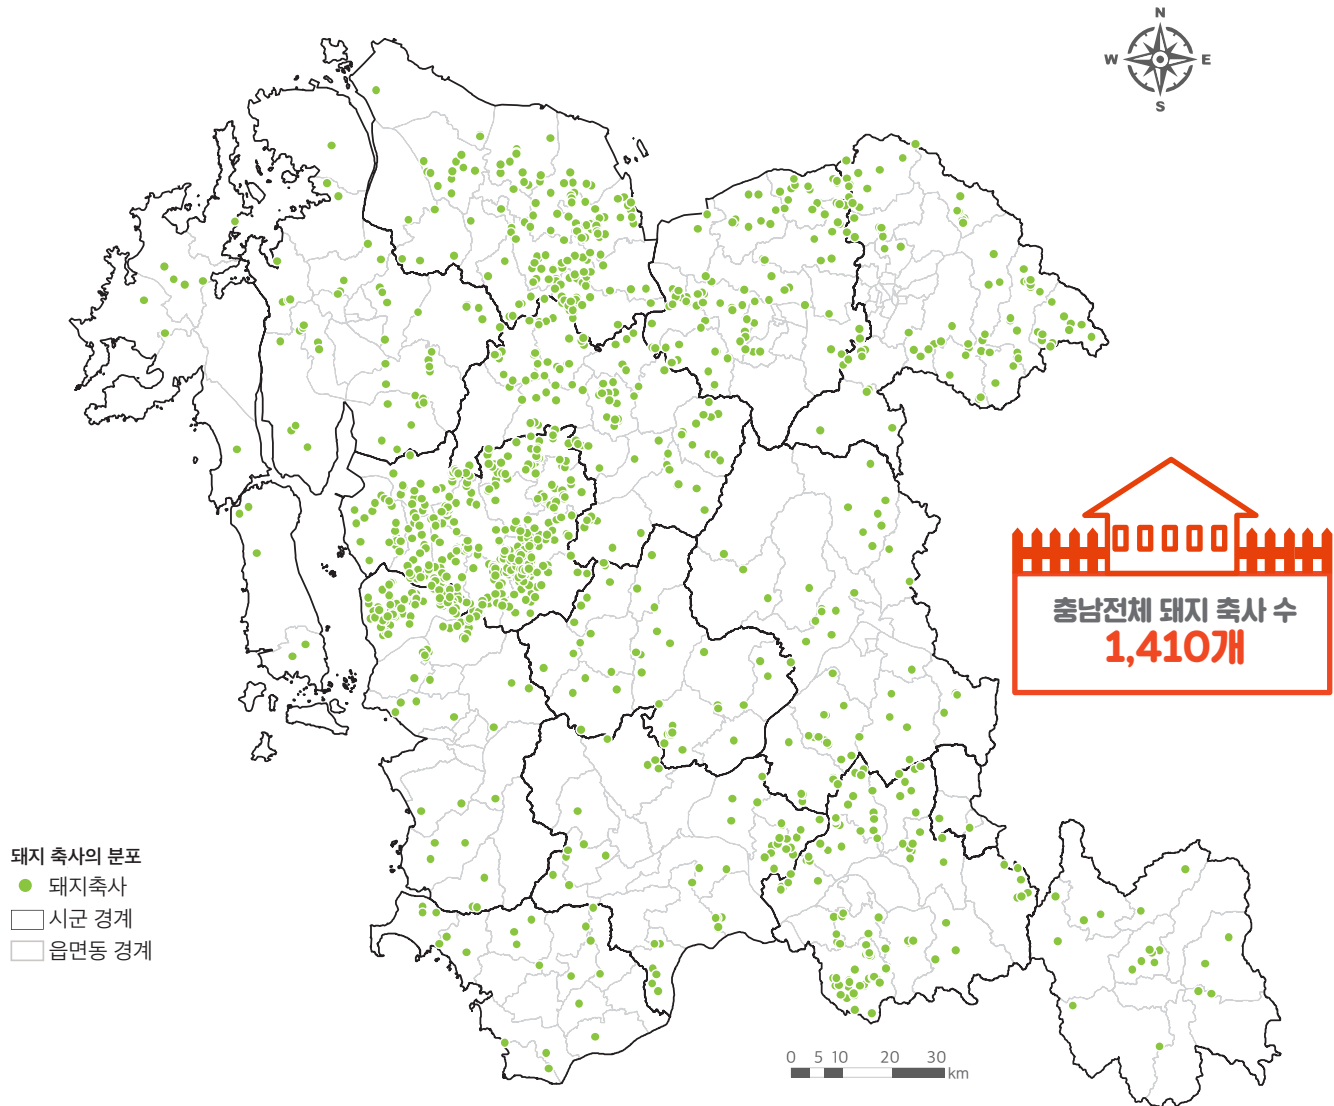 N
W E
S
충남전체 돼지 축사 수
1,410개
돼지 축사의 분포
돼지축사
시군 경계
읍면동 경계
0 5 10 20 30
km